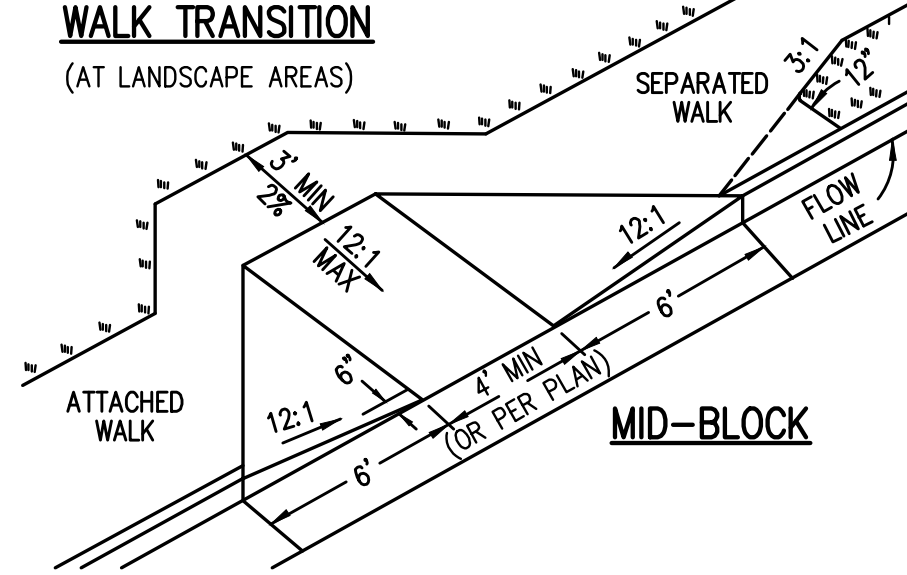 WALK TRANSITION
(AT LANDSCAPE AREAS)
SEPARATED
WALK
3:1
12"
FLOW
LINE
3' MIN
2%
12:1
MAX
12:1
6'
ATTACHED
WALK
6"
12:1
4' MIN
(OR PER PLAN)
6'
MID-BLOCK